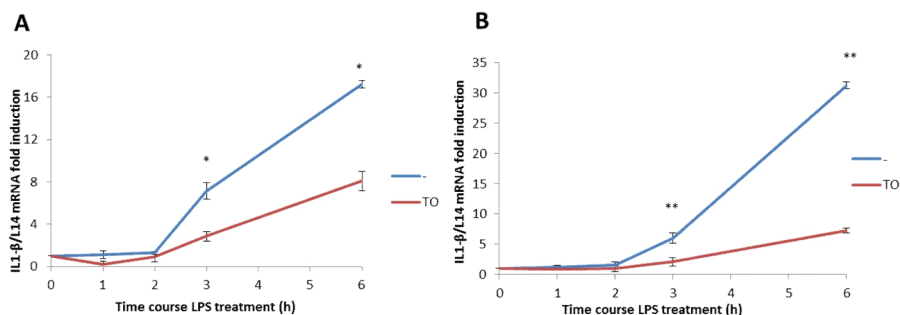 A
B
IL1-β/L14 mRNA fold induction
20
16
12
8
4
0
*
*
-
TO
0 1 2 3 4 5 6
Time course LPS treatment (h)
IL1-β/L14 mRNA fold induction
35
30
25
20
15
10
5
0
**
**
-
TO
0 1 2 3 4 5 6
Time course LPS treatment (h)